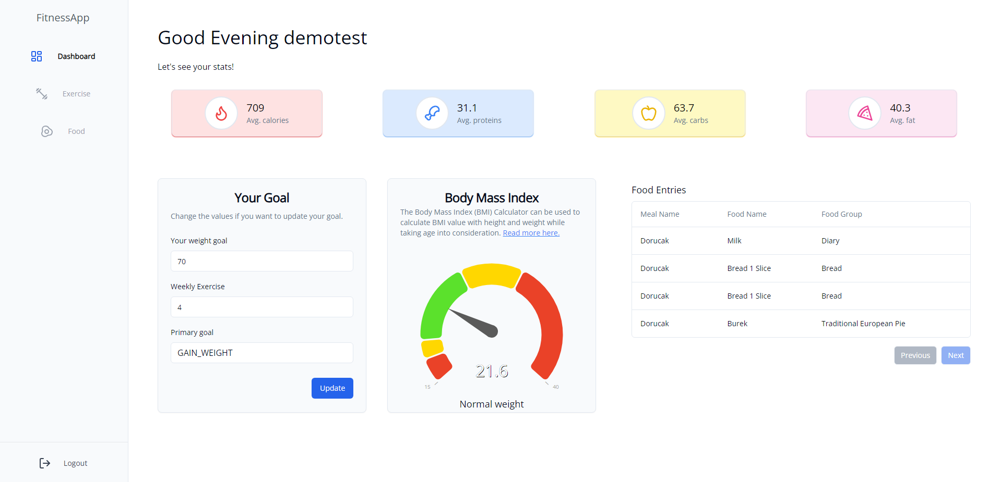 FitnessApp
Dashboard
Exercise
Food
Logout
Good Evening demotest
Let's see your stats!
709
Avg. calories
31.1
Avg. proteins
63.7
Avg. carbs
40.3
Avg. fat
Your Goal
Change the values if you want to update your goal.
Your weight goal
70
Weekly Exercise
4
Primary goal
GAIN_WEIGHT
Update
Body Mass Index
The Body Mass Index (BMI) Calculator can be used to
calculate BMI value with height and weight while
taking age into consideration. Read more here.
21.6
15
40
Normal weight
Food Entries
Meal Name Food Name Food Group
Dorucak Milk Diary
Dorucak Bread 1 Slice Bread
Dorucak Bread 1 Slice Bread
Dorucak Burek Traditional European Pie
Previous Next